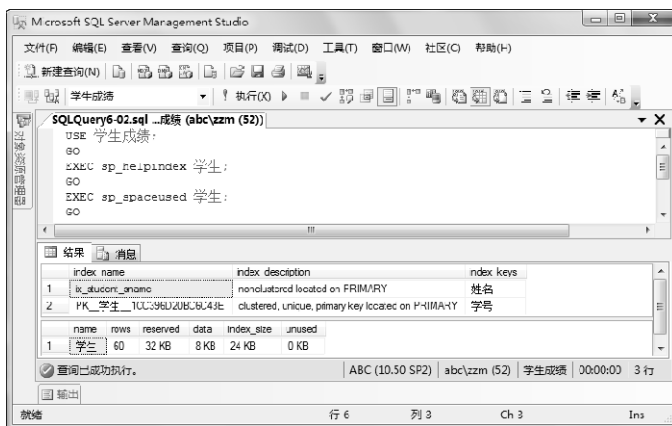 Microsoft SQL Server Management Studio
文件(F) 编辑(E) 查看(V) 查询(Q) 项目(P) 调试(D) 工具(T) 窗口(W) 社区(C) 帮助(H)
新建查询(N)
学生成绩 执行(X)
SQLQuery6-02.sql ...成绩 (abc\zzm (52))
对象资源管理器
USE 学生成绩;
GO
EXEC sp_helpindex 学生;
GO
EXEC sp_spaceused 学生;
GO
结果 消息
index_name index_description index_keys
1 ix_student_sname nonclustered located on PRIMARY 姓名
2 clustered, unique, primary key located on PRIMARY 学号
name rows reserved data index_size unused
1 学生 60 32 KB 8 KB 24 KB 0 KB
查询已成功执行。 ABC (10.50 SP2) abc\zzm (52) 学生成绩 00:00:00 3 行
输出
就绪 行 6 列 3 Ch 3 Ins